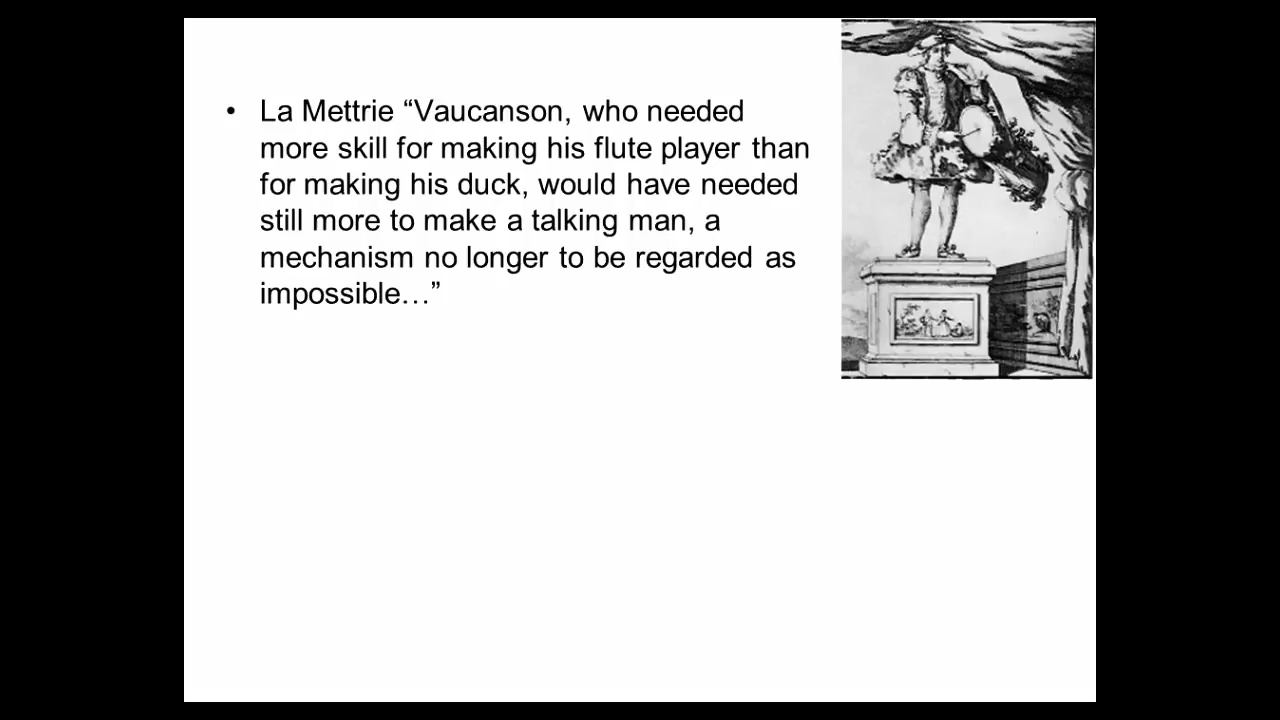 • La Mettrie “Vaucanson, who needed
more skill for making his flute player than
for making his duck, would have needed
still more to make a talking man, a
mechanism no longer to be regarded as
impossible…”